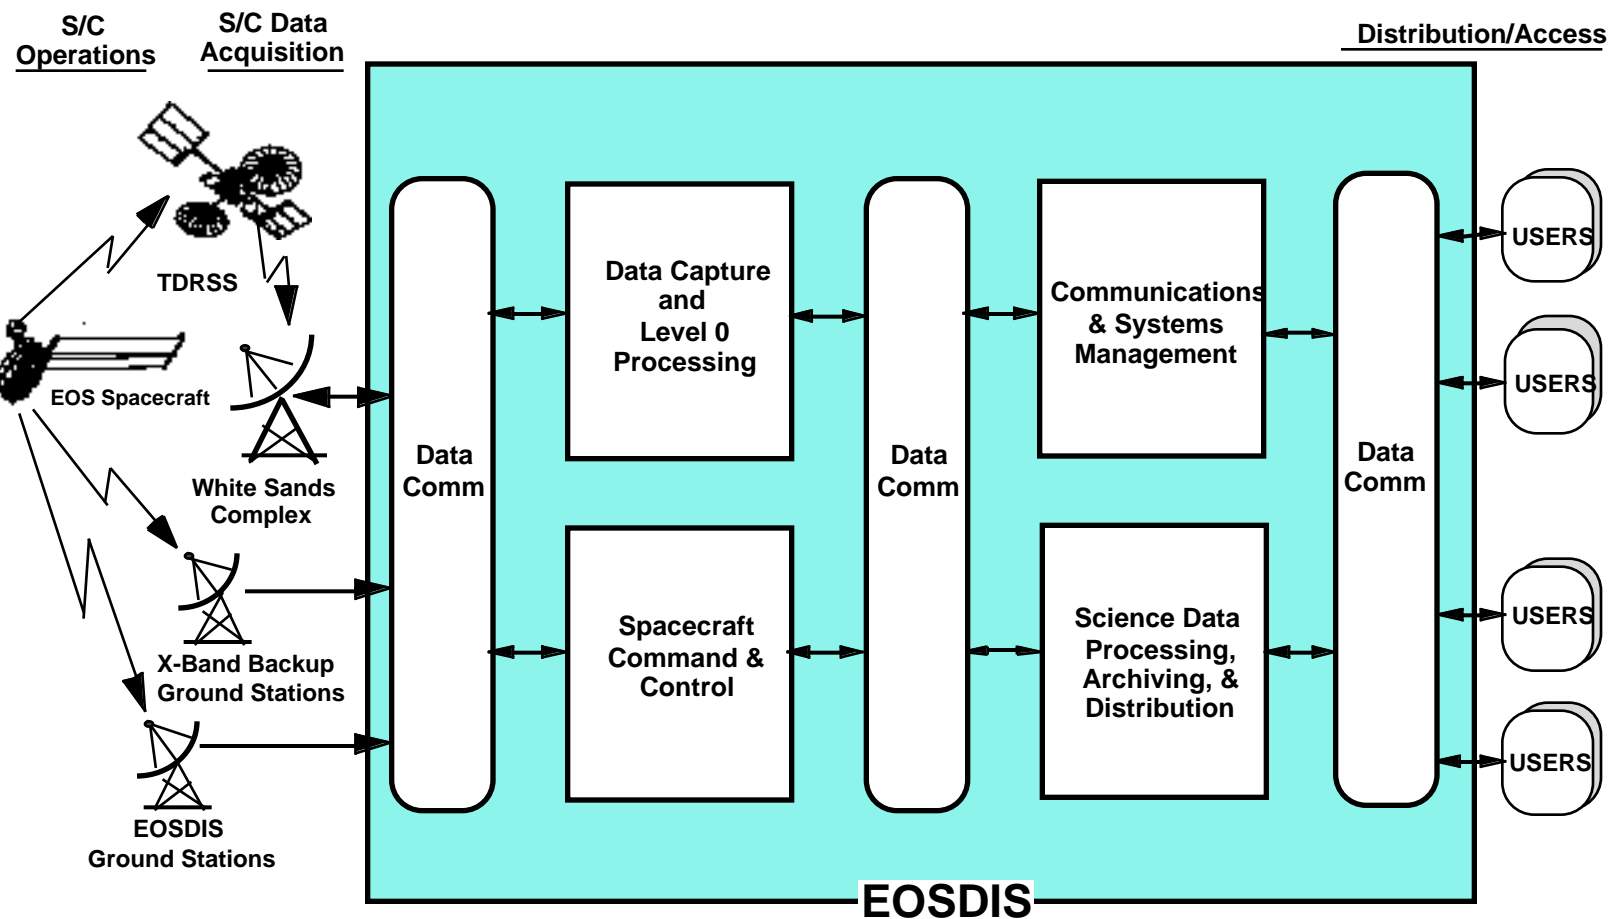 S/C
Operations
S/C Data
Acquisition
Distribution/Access
TDRSS
EOS Spacecraft
White Sands
Complex
X-Band Backup
Ground Stations
EOSDIS
Ground Stations
Data
Comm
Data Capture
and
Level 0
Processing
Spacecraft
Command &
Control
Data
Comm
Communications
& Systems
Management
Science Data
Processing,
Archiving, &
Distribution
Data
Comm
USERS
USERS
USERS
USERS
EOSDIS